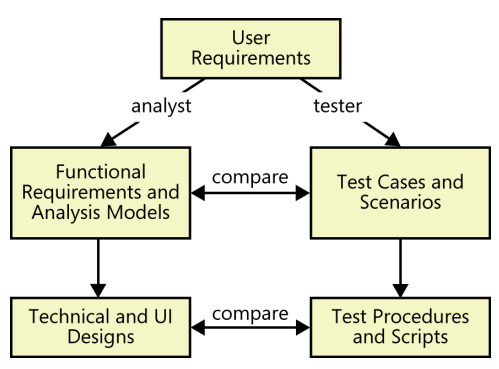 User
Requirements
analyst
tester
Functional
Requirements and
Analysis Models
compare
Test Cases and
Scenarios
Technical and UI
Designs
compare
Test Procedures
and Scripts